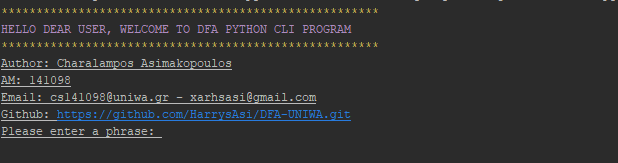 ******************************************************
HELLO DEAR USER, WELCOME TO DFA PYTHON CLI PROGRAM
******************************************************
Author: Charalampos Asimakopoulos
AM: 141098
Email: cs141098@uniwa.gr - xarhsasi@gmail.com
Github: https://github.com/HarrysAsi/DFA-UNIWA.git
Please enter a phrase: